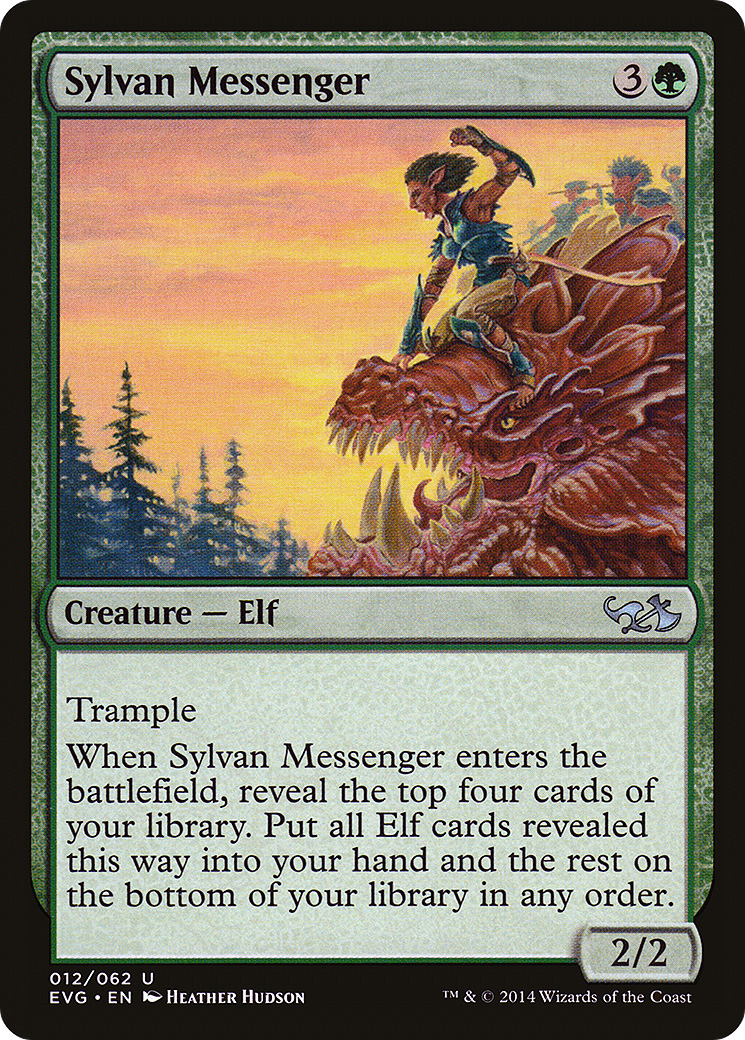 Sylvan Messenger 3
Creature — Elf
Trample
When Sylvan Messenger enters the
battlefield, reveal the top four cards of
your library. Put all Elf cards revealed
this way into your hand and the rest on
the bottom of your library in any order.
2/2
012/062 U
EVG • EN Heather Hudson
™ & © 2014 Wizards of the Coast